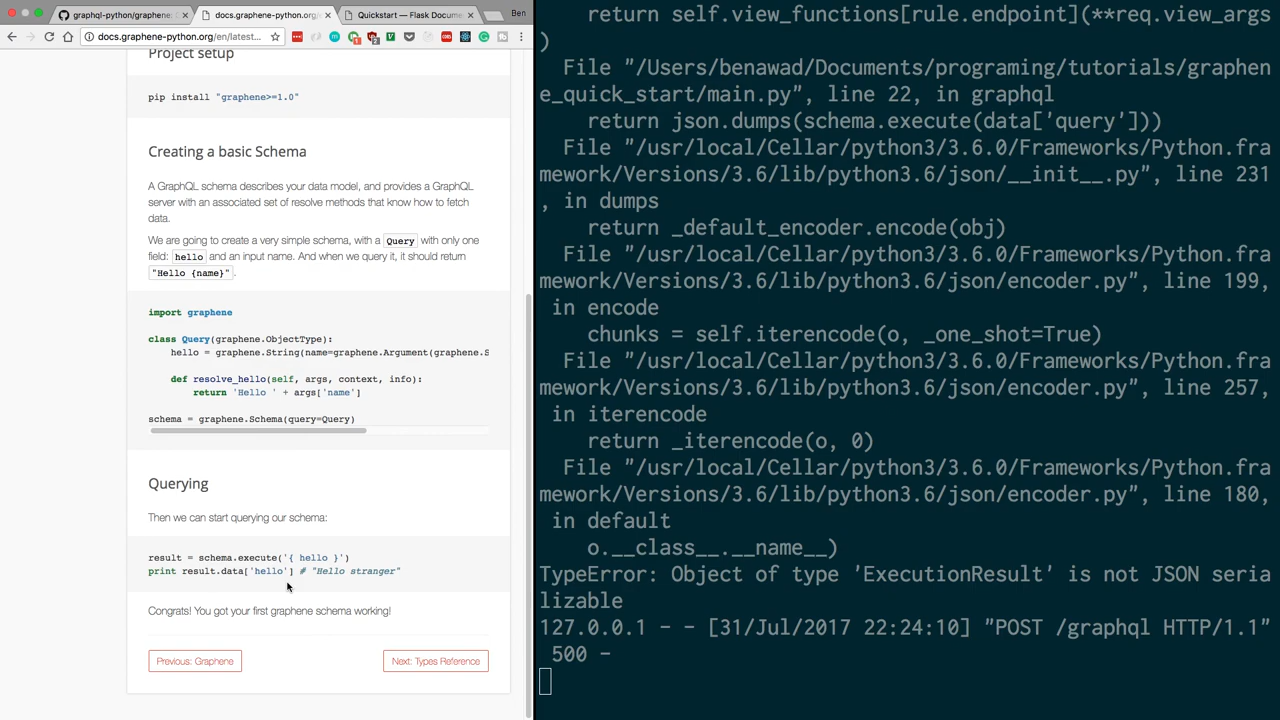 graphql-python/graphene:
docs.graphene-python.org/e
Quickstart — Flask Docume
Ben
docs.graphene-python.org/en/latest...
Project setup
pip install "graphene>=1.0"
Creating a basic Schema
A GraphQL schema describes your data model, and provides a GraphQL
server with an associated set of resolve methods that know how to fetch
data.
We are going to create a very simple schema, with a Query with only one
field: hello and an input name. And when we query it, it should return
"Hello {name}".
import graphene
class Query(graphene.ObjectType):
hello = graphene.String(name=graphene.Argument(graphene.S
def resolve_hello(self, args, context, info):
return 'Hello ' + args['name']
schema = graphene.Schema(query=Query)
Querying
Then we can start querying our schema:
result = schema.execute('{ hello }')
print result.data['hello'] # "Hello stranger"
Congrats! You got your first graphene schema working!
Previous: Graphene
Next: Types Reference
return self.view_functions[rule.endpoint](**req.view_args
)
File "/Users/benawad/Documents/programing/tutorials/graphen
e_quick_start/main.py", line 22, in graphql
return json.dumps(schema.execute(data['query']))
File "/usr/local/Cellar/python3/3.6.0/Frameworks/Python.fra
mework/Versions/3.6/lib/python3.6/json/__init__.py", line 231
, in dumps
return _default_encoder.encode(obj)
File "/usr/local/Cellar/python3/3.6.0/Frameworks/Python.fra
mework/Versions/3.6/lib/python3.6/json/encoder.py", line 199,
in encode
chunks = self.iterencode(o, _one_shot=True)
File "/usr/local/Cellar/python3/3.6.0/Frameworks/Python.fra
mework/Versions/3.6/lib/python3.6/json/encoder.py", line 257,
in iterencode
return _iterencode(o, 0)
File "/usr/local/Cellar/python3/3.6.0/Frameworks/Python.fra
mework/Versions/3.6/lib/python3.6/json/encoder.py", line 180,
in default
o.__class__.__name__)
TypeError: Object of type 'ExecutionResult' is not JSON seria
lizable
127.0.0.1 - - [31/Jul/2017 22:24:10] "POST /graphql HTTP/1.1"
500 -